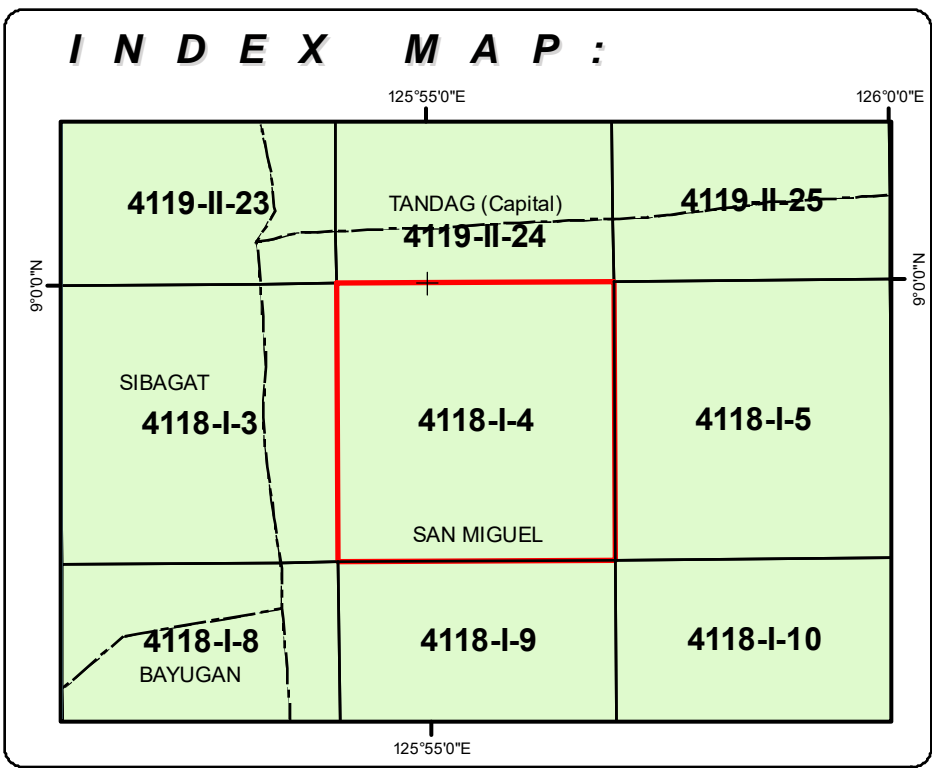 INDEX MAP:
125°55'0"E
126°0'0"E
4119-II-23
TANDAG (Capital)
4119-II-24
4119-II-25
9°0'0"N
9°0'0"N
SIBAGAT
4118-I-3
4118-I-4
4118-I-5
SAN MIGUEL
4118-I-8
BAYUGAN
4118-I-9
4118-I-10
125°55'0"E